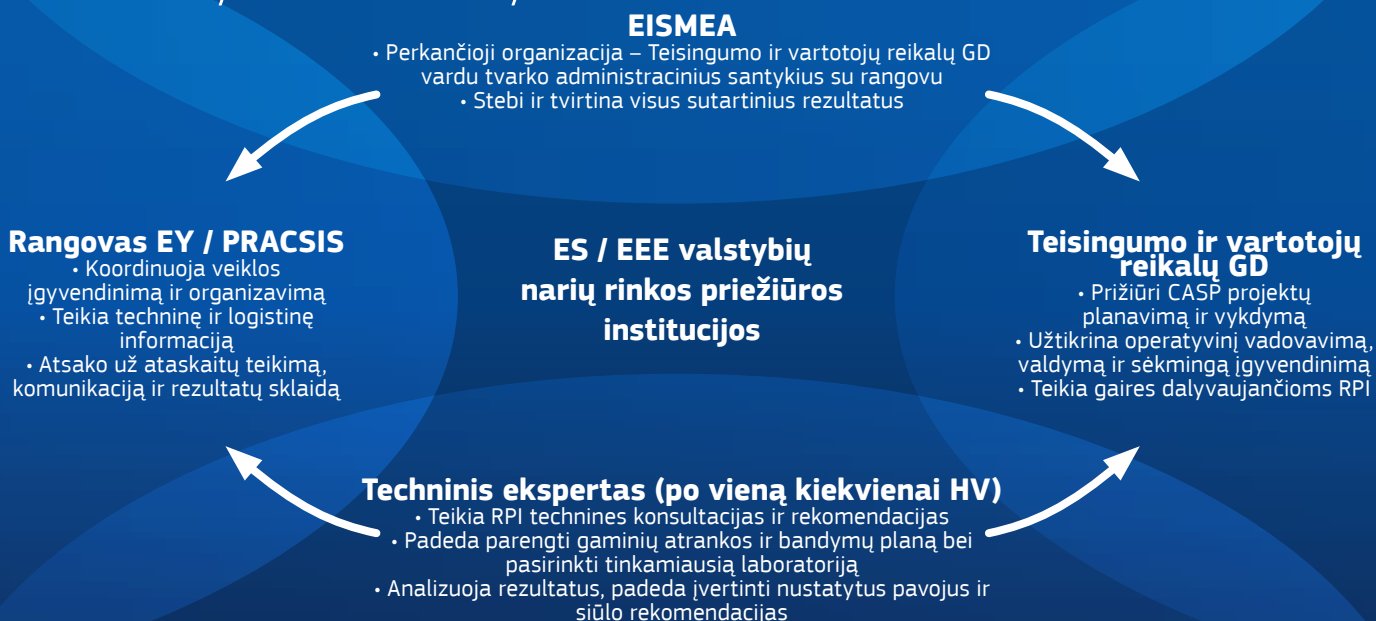 EISMEA
• Perkančioji organizacija – Teisingumo ir vartotojų reikalų GD
vardu tvarko administracinius santykius su rangovu
• Stebi ir tvirtina visus sutartinius rezultatus
Rangovas EY / PRACSIS
• Koordinuoja veiklos
įgyvendinimą ir organizavimą
• Teikia techninę ir logistinę
informaciją
• Atsako už ataskaitų teikimą,
komunikaciją ir rezultatų sklaidą
ES / EEE valstybių
narių rinkos priežiūros
institucijos
Teisingumo ir vartotojų
reikalų GD
• Prižiūri CASP projektų
planavimą ir vykdymą
• Užtikrina operatyvinį vadovavimą,
valdymą ir sėkmingą įgyvendinimą
• Teikia gaires dalyvaujančioms RPI
Techninis ekspertas (po vieną kiekvienai HV)
• Teikia RPI technines konsultacijas ir rekomendacijas
• Padeda parengti gaminių atrankos ir bandymų planą bei
pasirinkti tinkamiausią laboratoriją
• Analizuoja rezultatus, padeda įvertinti nustatytus pavojus ir
siūlo rekomendacijas